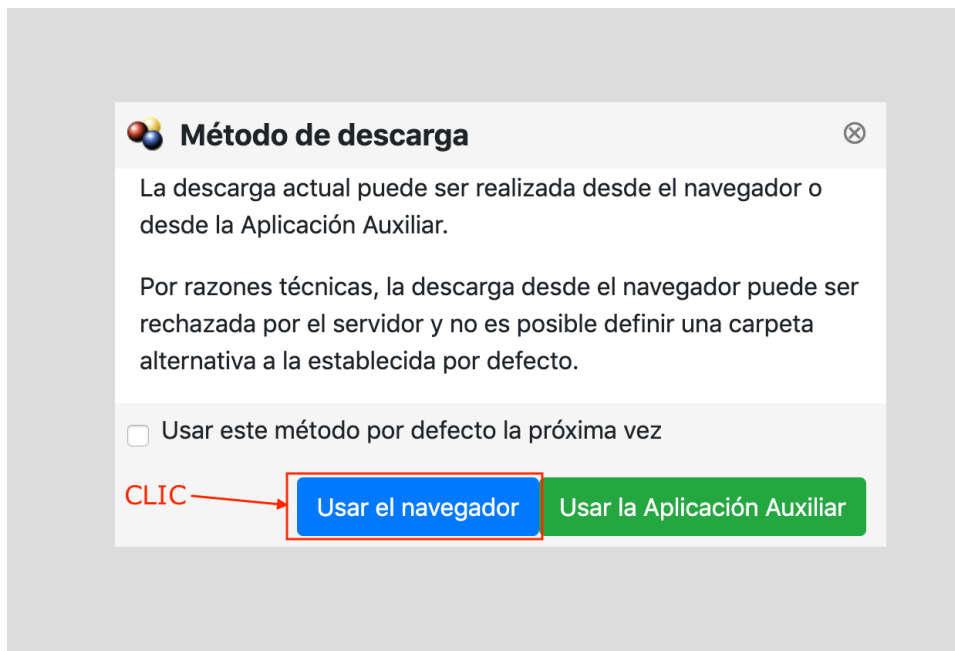 Método de descarga
La descarga actual puede ser realizada desde el navegador o
desde la Aplicación Auxiliar.
Por razones técnicas, la descarga desde el navegador puede ser
rechazada por el servidor y no es posible definir una carpeta
alternativa a la establecida por defecto.
Usar este método por defecto la próxima vez
CLIC
Usar el navegador
Usar la Aplicación Auxiliar